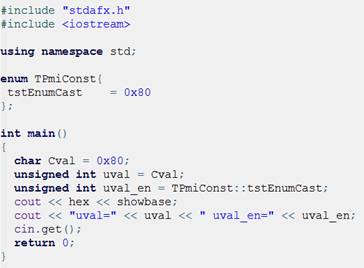 #include "stdafx.h"
#include <iostream>
using namespace std;
enum TPmiConst{
tstEnumCast = 0x80
};
int main()
{
char Cval = 0x80;
unsigned int uval = Cval;
unsigned int uval_en = TPmiConst::tstEnumCast;
cout << hex << showbase;
cout << "uval=" << uval << " uval_en=" << uval_en;
cin.get();
return 0;
}